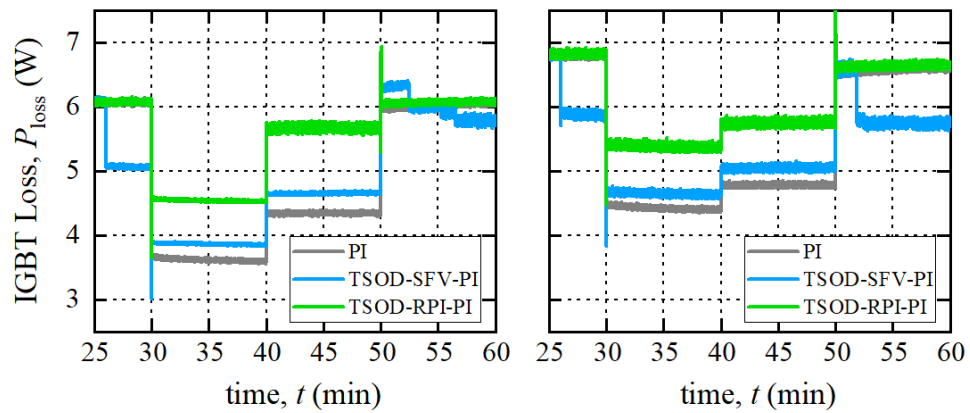 IGBT Loss, P_loss (W)
7
6
5
4
3
PI
TSOD-SFV-PI
TSOD-RPI-PI
25 30 35 40 45 50 55 60
time, t (min)
PI
TSOD-SFV-PI
TSOD-RPI-PI
25 30 35 40 45 50 55 60
time, t (min)